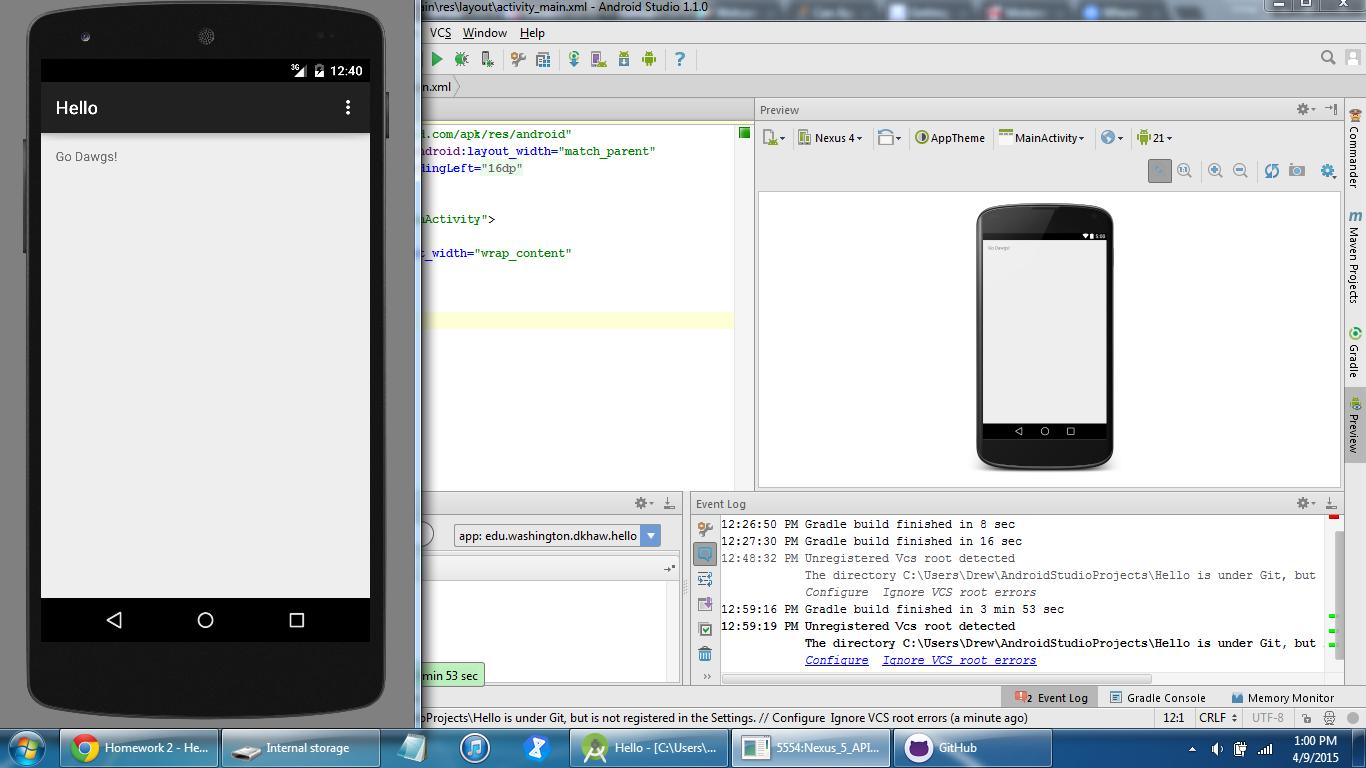 3G 12:40
Hello
Go Dawgs!
ain\res\layout\activity_main.xml - Android Studio 1.1.0
VCS Window Help
n.xml
d.com/apk/res/android"
ndroid:layout_width="match_parent"
dingLeft="16dp"
nActivity">
t_width="wrap_content"
Preview
Nexus 4 AppTheme MainActivity 21
1:1
5:00
Go Dawgs!
Commander
m Maven Projects
Gradle
Preview
app: edu.washington.dkhaw.hello
min 53 sec
Event Log
12:26:50 PM Gradle build finished in 8 sec
12:27:30 PM Gradle build finished in 16 sec
12:48:32 PM Unregistered Vcs root detected
The directory C:\Users\Drew\AndroidStudioProjects\Hello is under Git, but
Configure Ignore VCS root errors
12:59:16 PM Gradle build finished in 3 min 53 sec
12:59:19 PM Unregistered Vcs root detected
The directory C:\Users\Drew\AndroidStudioProjects\Hello is under Git, but
Configure Ignore VCS root errors
2 Event Log Gradle Console Memory Monitor
oProjects\Hello is under Git, but is not registered in the Settings. // Configure Ignore VCS root errors (a minute ago) 12:1 CRLF UTF-8
Homework 2 - He... Internal storage Hello - [C:\Users\... 5554:Nexus_5_API... GitHub
1:00 PM
4/9/2015